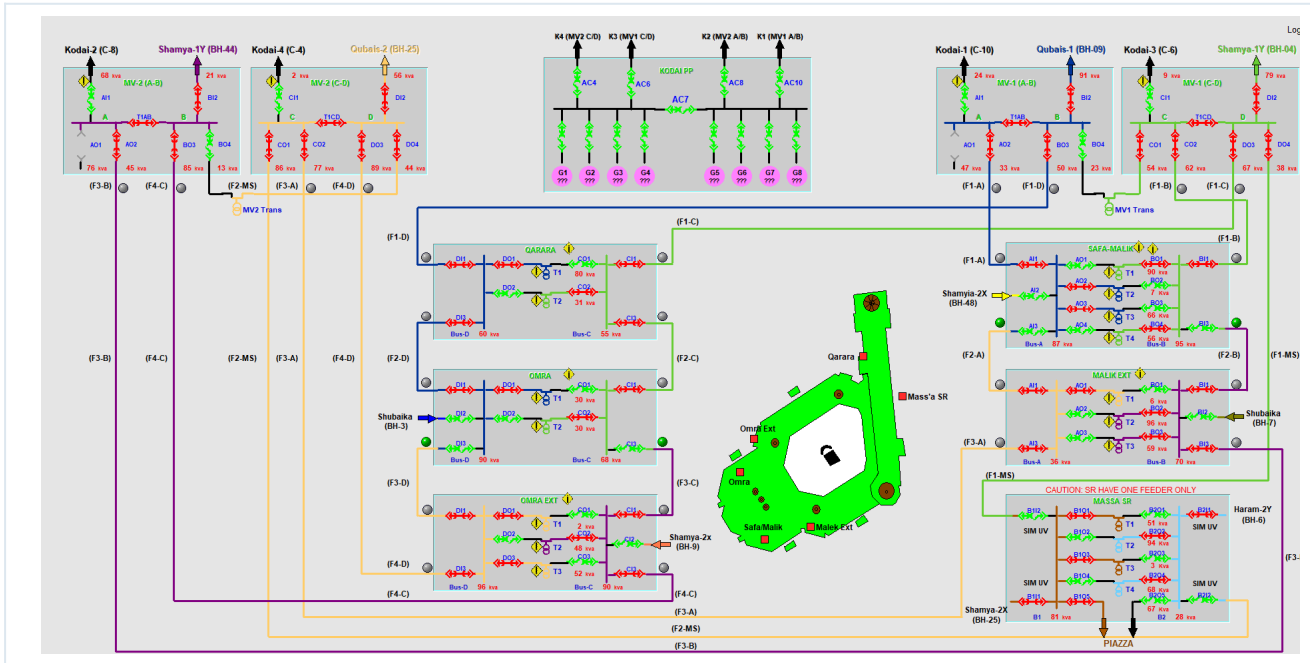 Log
Kodai-2 (C-8)
Shamya-1Y (BH-44)
Kodai-4 (C-4)
Qubais-2 (BH-25)
K4 (MV2 C/D)
K3 (MV1 C/D)
K2 (MV2 A/B)
K1 (MV1 A/B)
Kodai-1 (C-10)
Qubais-1 (BH-09)
Kodai-3 (C-6)
Shamya-1Y (BH-04)
68 kva
MV-2 (A-B)
21 kva
2 kva
MV-2 (C-D)
56 kva
KODAI PP
24 kva
MV-1 (A-B)
91 kva
9 kva
MV-1 (C-D)
79 kva
AI1
BI2
CI1
DI2
AC4
AC6
AC7
AC8
AC10
AI1
BI2
CI1
DI2
A
T1AB
B
C
T1CD
D
A
T1AB
B
C
T1CD
D
AO1
AO2
BO3
BO4
CO1
CO2
DO3
DO4
AO1
AO2
BO3
BO4
CO1
CO2
DO3
DO4
76 kva
45 kva
85 kva
13 kva
86 kva
77 kva
89 kva
44 kva
G1
???
G2
???
G3
???
G4
???
G5
???
G6
???
G7
???
G8
???
47 kva
33 kva
50 kva
23 kva
54 kva
62 kva
67 kva
38 kva
(F3-B)
(F4-C)
(F2-MS)
(F3-A)
(F4-D)
(F1-A)
(F1-D)
(F1-B)
(F1-C)
MV2 Trans
MV1 Trans
(F1-D)
(F1-C)
(F1-B)
(F1-A)
QARARA
DI1
DO1
T1
CO1
80 kva
CI1
DO2
T2
CO2
31 kva
DI3
CI3
Bus-D
60 kva
Bus-C
55 kva
SAFA-MALIK
AI1
AO1
T1
BO1
90 kva
BI1
Shamyia-2X
(BH-48)
AI2
AO2
T2
BO2
7 Kva
AO3
T3
BO3
66 kva
AI3
AO4
T4
BO4
56 Kva
BI3
Bus-A
87 kva
Bus-B
95 kva
(F3-B)
(F4-C)
(F2-MS)
(F3-A)
(F4-D)
(F2-D)
(F2-C)
(F2-A)
(F2-B)
(F1-MS)
OMRA
DI1
DO1
T1
CO1
30 kva
CI1
Shubaika
(BH-3)
DI2
DO2
T2
CO2
30 kva
DI3
CI3
Bus-D
90 kva
Bus-C
68 kva
MALIK EXT
AI1
AO1
T1
BO1
6 kva
BI1
AO2
T2
BO2
96 kva
BI2
Shubaika
(BH-7)
AI3
AO3
T3
BO3
59 kva
BI3
Bus-A
36 kva
Bus-B
70 kva
Qarara
Mass'a SR
Omra Ext
Omra
Safa/Malik
Malek Ext
(F3-A)
(F1-MS)
(F3-D)
(F3-C)
OMRA EXT
DI1
DO1
T1
CO1
2 kva
CI1
DO2
T2
CO2
48 kva
CI2
Shamya-2x
(BH-9)
DI3
DO3
T3
CO3
52 kva
CI3
Bus-D
96 kva
Bus-C
90 kva
(F4-D)
(F4-C)
(F4-C)
CAUTION: SR HAVE ONE FEEDER ONLY
MASSA SR
B1I2
B1O1
T1
B2O1
51 kva
B2I1
Haram-2Y
(BH-6)
SIM UV
B1O2
T2
B2O2
94 Kva
SIM UV
B1O3
T3
B2O3
3 Kva
SIM UV
B1O4
T4
B2O4
68 Kva
SIM UV
Shamya-2X
(BH-25)
B1I1
B1O5
B2O5
67 Kva
B2I2
B1
81 kva
B2
28 kva
PIAZZA
(F3-A)
(F2-MS)
(F3-B)
(F3-